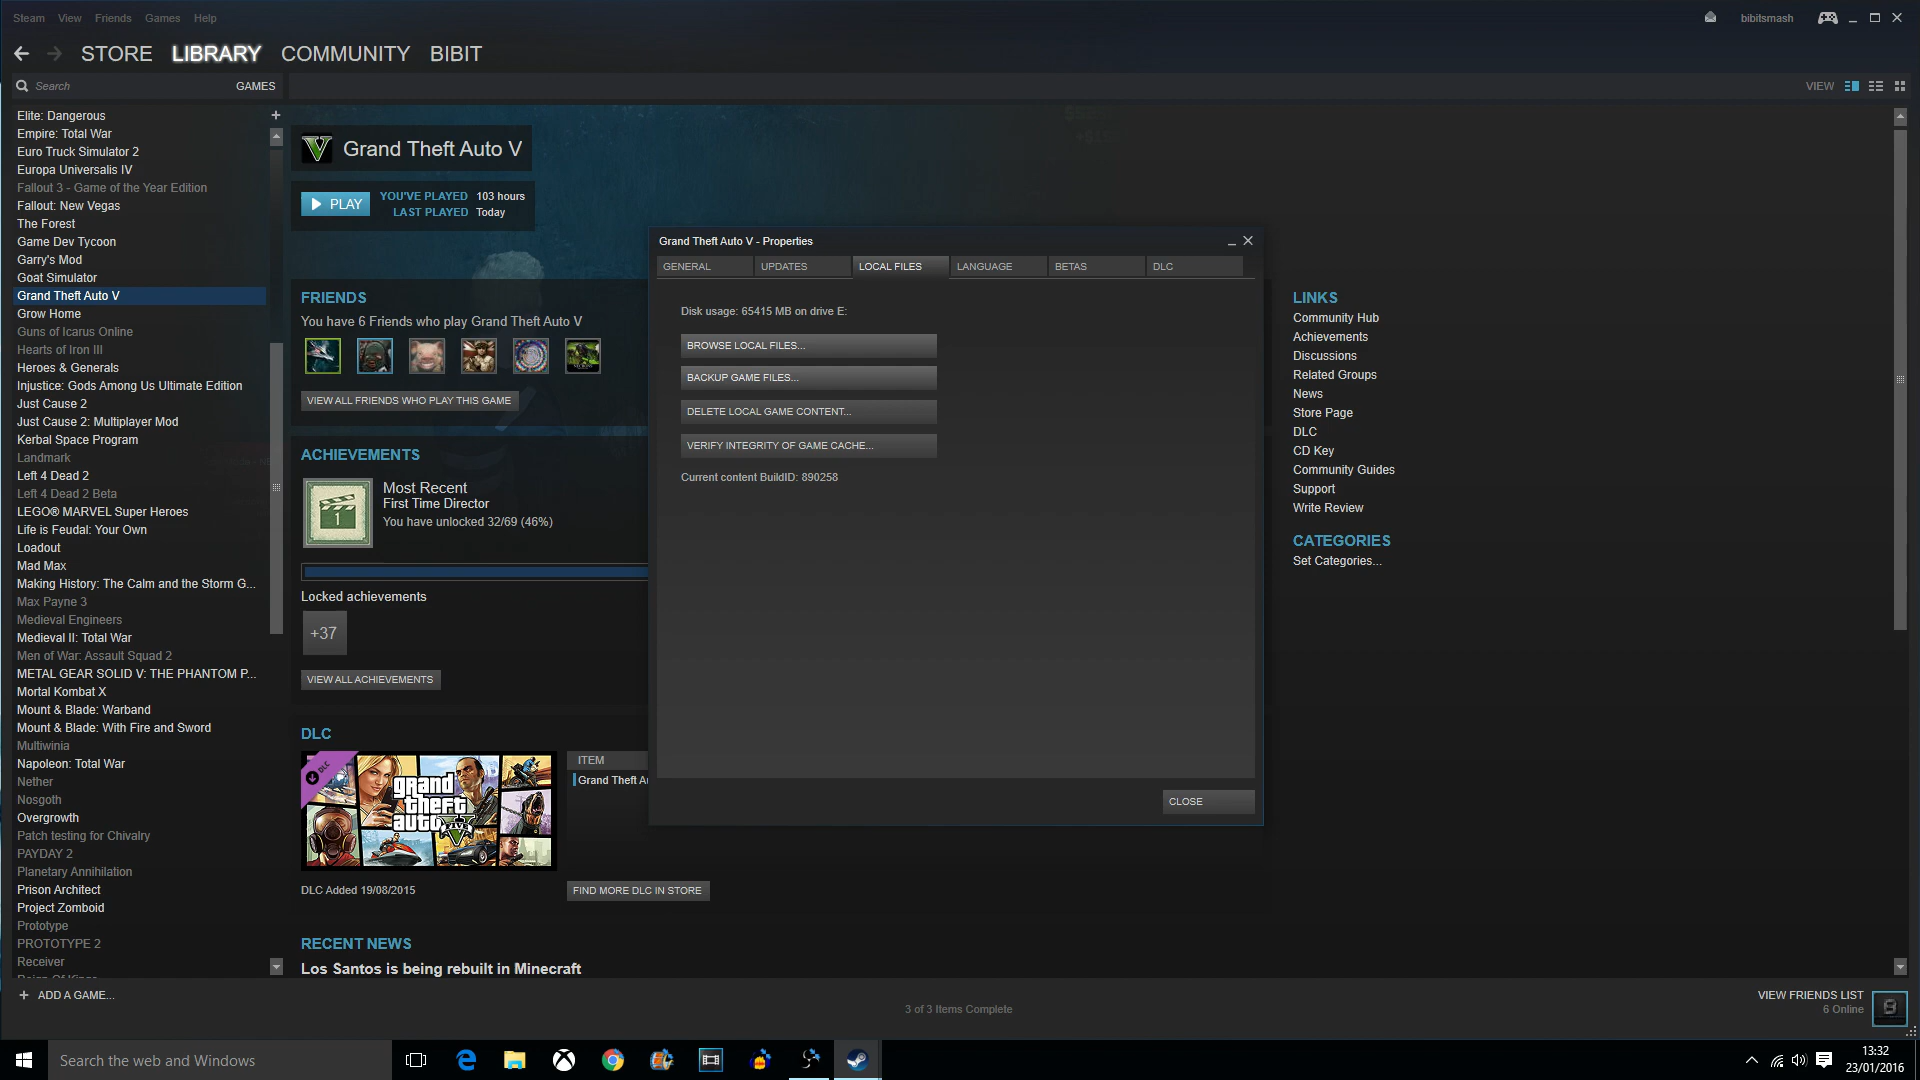 Steam View Friends Games Help
bibitsmash
STORE LIBRARY COMMUNITY BIBIT
Search GAMES
VIEW
Elite: Dangerous
Empire: Total War
Euro Truck Simulator 2
Europa Universalis IV
Fallout 3 - Game of the Year Edition
Fallout: New Vegas
The Forest
Game Dev Tycoon
Garry's Mod
Goat Simulator
Grand Theft Auto V
Grow Home
Guns of Icarus Online
Hearts of Iron III
Heroes & Generals
Injustice: Gods Among Us Ultimate Edition
Just Cause 2
Just Cause 2: Multiplayer Mod
Kerbal Space Program
Landmark
Left 4 Dead 2
Left 4 Dead 2 Beta
LEGO® MARVEL Super Heroes
Life is Feudal: Your Own
Loadout
Mad Max
Making History: The Calm and the Storm G...
Max Payne 3
Medieval Engineers
Medieval II: Total War
Men of War: Assault Squad 2
METAL GEAR SOLID V: THE PHANTOM P...
Mortal Kombat X
Mount & Blade: Warband
Mount & Blade: With Fire and Sword
Multiwinia
Napoleon: Total War
Nether
Nosgoth
Overgrowth
Patch testing for Chivalry
PAYDAY 2
Planetary Annihilation
Prison Architect
Project Zomboid
Prototype
PROTOTYPE 2
Receiver
+ ADD A GAME...
Grand Theft Auto V
PLAY
YOU'VE PLAYED 103 hours
LAST PLAYED Today
FRIENDS
You have 6 Friends who play Grand Theft Auto V
VIEW ALL FRIENDS WHO PLAY THIS GAME
ACHIEVEMENTS
1
Most Recent
First Time Director
You have unlocked 32/69 (46%)
Locked achievements
+37
VIEW ALL ACHIEVEMENTS
DLC
DLC
grand
theft
auto
FIVE
ITEM
Grand Theft Au
DLC Added 19/08/2015
FIND MORE DLC IN STORE
RECENT NEWS
Los Santos is being rebuilt in Minecraft
Grand Theft Auto V - Properties
GENERAL UPDATES LOCAL FILES LANGUAGE BETAS DLC
Disk usage: 65415 MB on drive E:
BROWSE LOCAL FILES...
BACKUP GAME FILES...
DELETE LOCAL GAME CONTENT...
VERIFY INTEGRITY OF GAME CACHE...
Current content BuildID: 890258
CLOSE
LINKS
Community Hub
Achievements
Discussions
Related Groups
News
Store Page
DLC
CD Key
Community Guides
Support
Write Review
CATEGORIES
Set Categories...
3 of 3 Items Complete
VIEW FRIENDS LIST
6 Online
Search the web and Windows
13:32
23/01/2016